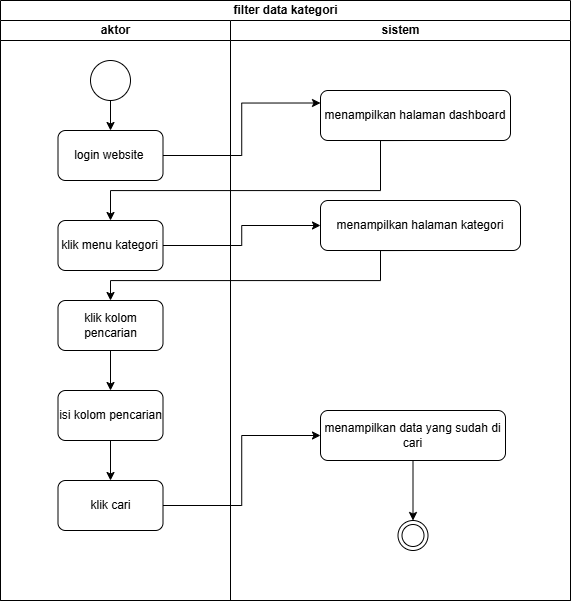 filter data kategori
aktor
sistem
login website
menampilkan halaman dashboard
klik menu kategori
menampilkan halaman kategori
klik kolom
pencarian
isi kolom pencarian
menampilkan data yang sudah di
cari
klik cari